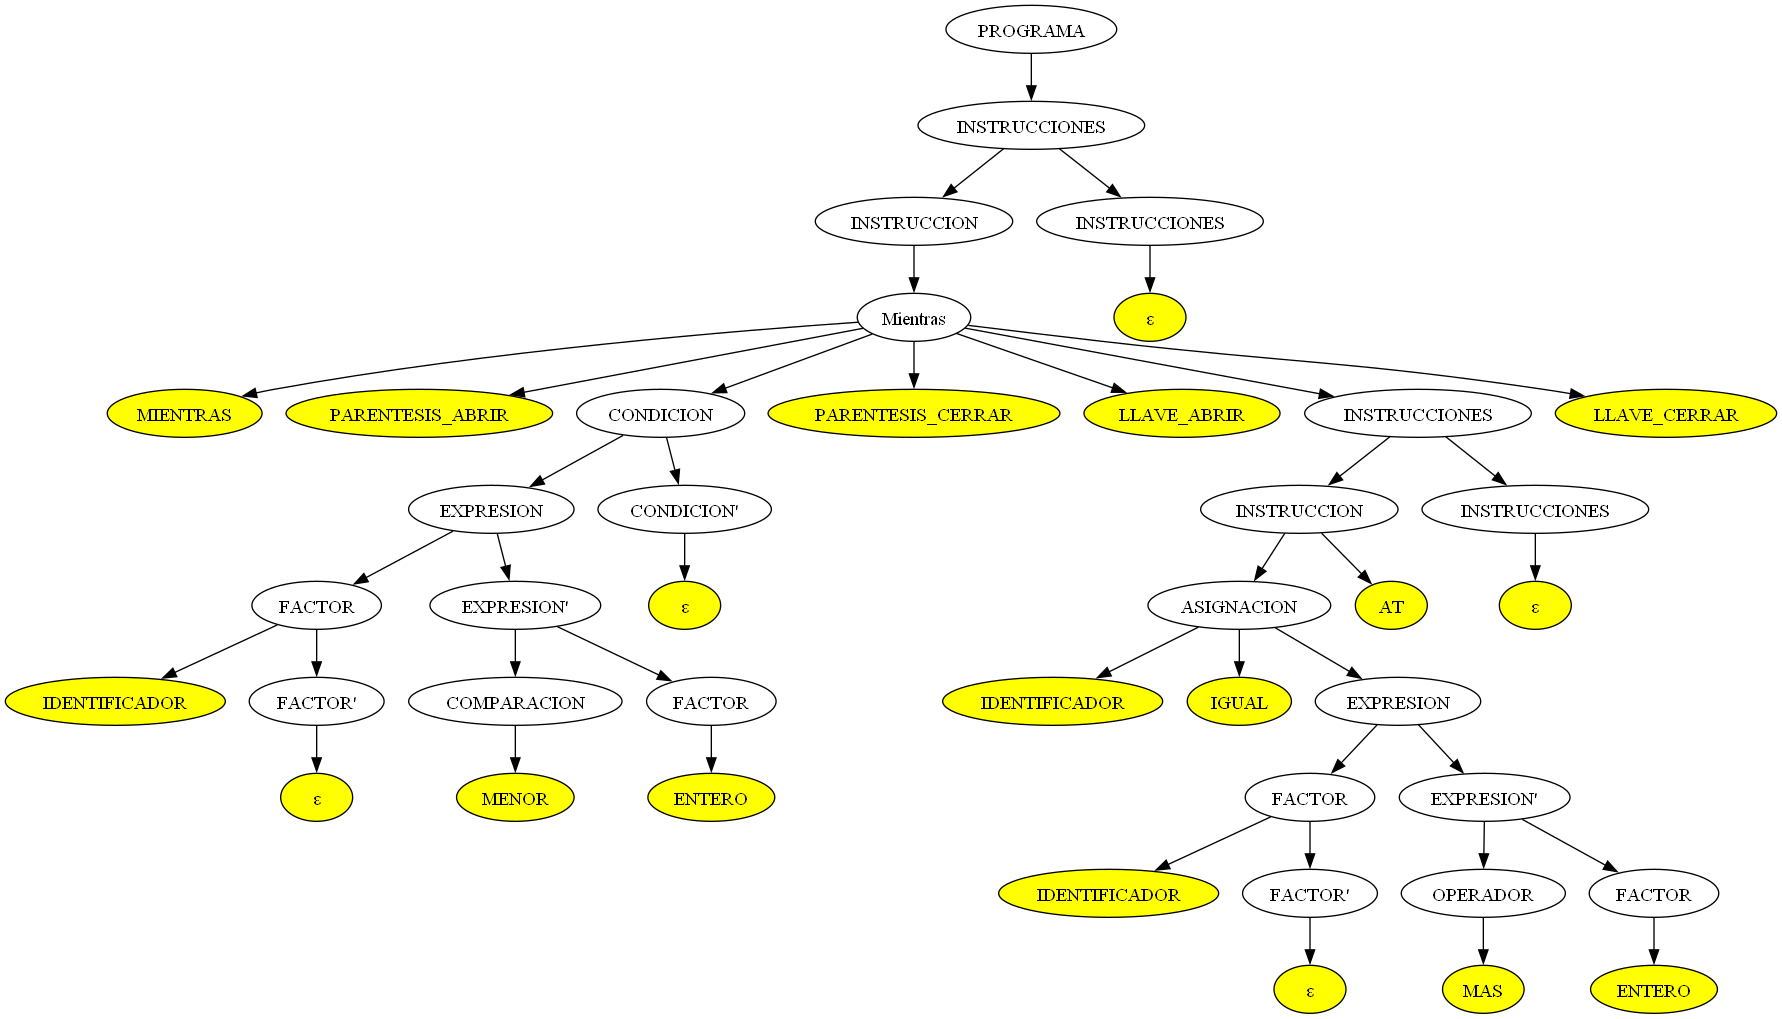 PROGRAMA
INSTRUCCIONES
INSTRUCCION
INSTRUCCIONES
Mientras
ε
MIENTRAS
PARENTESIS_ABRIR
CONDICION
PARENTESIS_CERRAR
LLAVE_ABRIR
INSTRUCCIONES
LLAVE_CERRAR
EXPRESION
CONDICION'
INSTRUCCION
INSTRUCCIONES
FACTOR
EXPRESION'
ε
ASIGNACION
AT
ε
IDENTIFICADOR
FACTOR'
COMPARACION
FACTOR
IDENTIFICADOR
IGUAL
EXPRESION
ε
MENOR
ENTERO
FACTOR
EXPRESION'
IDENTIFICADOR
FACTOR'
OPERADOR
FACTOR
ε
MAS
ENTERO